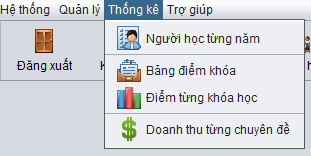 Hệ thống Quản lý Thống kê Trợ giúp
Người học từng năm
Đăng xuất
Bảng điểm khóa
Điểm từng khóa học
Doanh thu từng chuyên đề